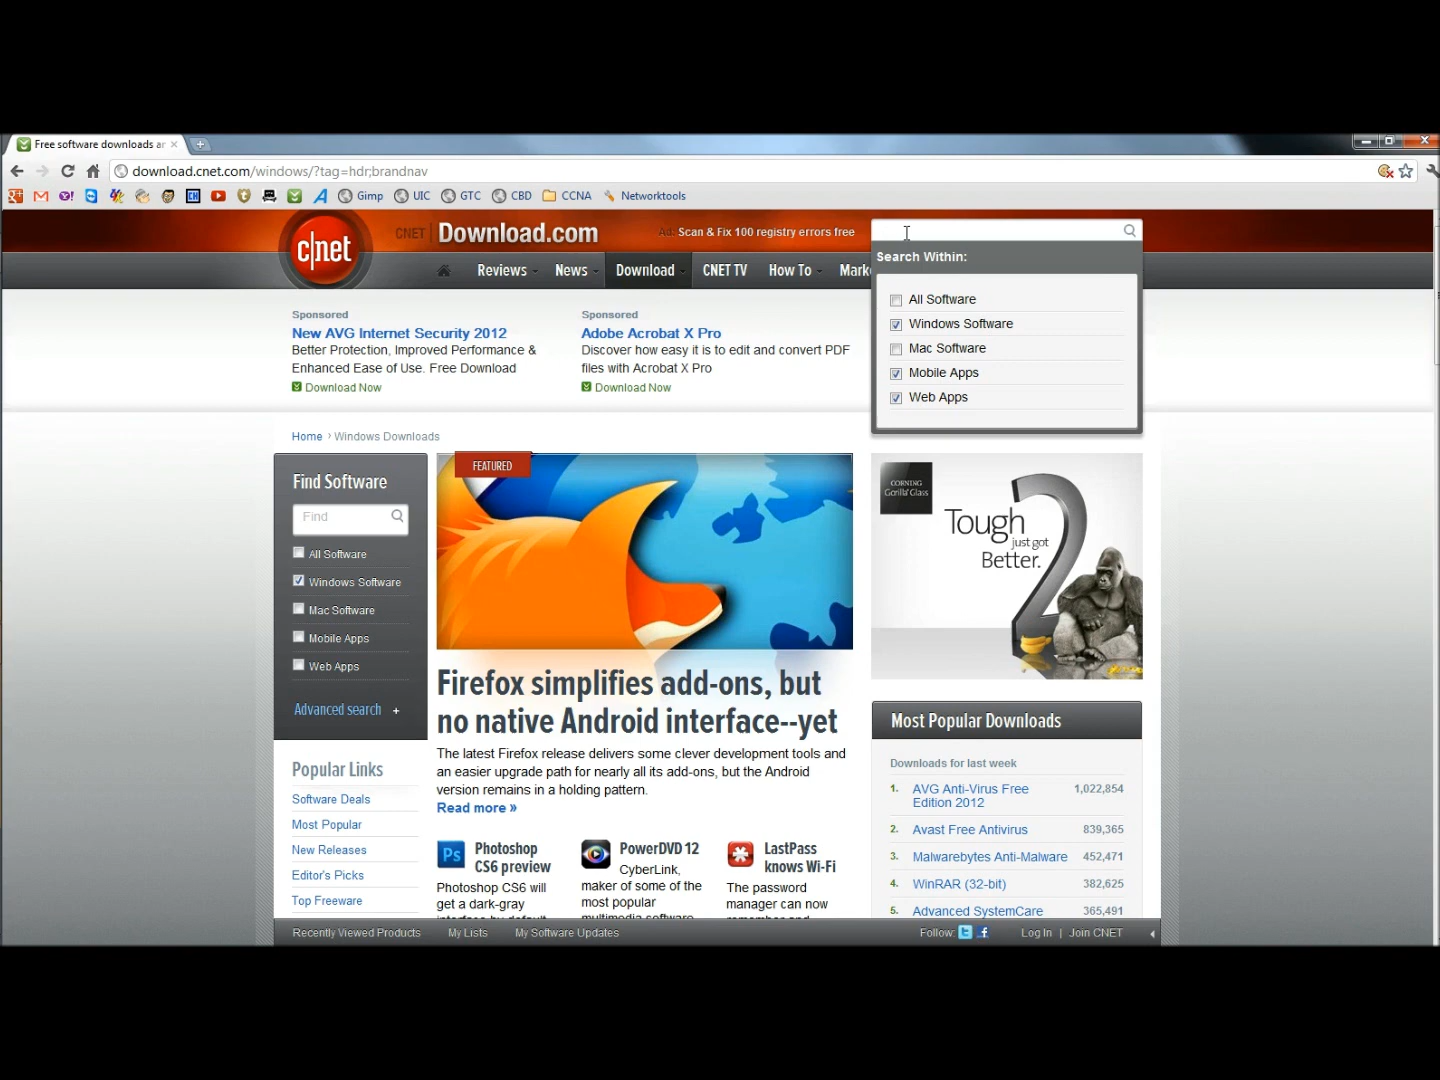 Free software downloads ar
download.cnet.com/windows/?tag=hdr;brandnav
Gimp
UIC
GTC
CBD
CCNA
Networktools
c|net
CNET
Download.com
Ad: Scan & Fix 100 registry errors free
Reviews
News
Download
CNET TV
How To
Mark
Search Within:
All Software
Windows Software
Mac Software
Mobile Apps
Web Apps
Sponsored
New AVG Internet Security 2012
Better Protection, Improved Performance &
Enhanced Ease of Use. Free Download
Download Now
Sponsored
Adobe Acrobat X Pro
Discover how easy it is to edit and convert PDF
files with Acrobat X Pro
Download Now
Home › Windows Downloads
Find Software
Find
All Software
Windows Software
Mac Software
Mobile Apps
Web Apps
Advanced search +
Popular Links
Software Deals
Most Popular
New Releases
Editor's Picks
Top Freeware
FEATURED
Firefox simplifies add-ons, but
no native Android interface--yet
The latest Firefox release delivers some clever development tools and
an easier upgrade path for nearly all its add-ons, but the Android
version remains in a holding pattern.
Read more »
Ps
Photoshop
CS6 preview
Photoshop CS6 will
get a dark-gray
interface by default
PowerDVD 12
CyberLink,
maker of some of the
most popular
multimedia software
LastPass
knows Wi-Fi
The password
manager can now
remember and
CORNING
Gorilla Glass
Tough
just got
Better.
2
Most Popular Downloads
Downloads for last week
1. AVG Anti-Virus Free 1,022,854
Edition 2012
2. Avast Free Antivirus 839,365
3. Malwarebytes Anti-Malware 452,471
4. WinRAR (32-bit) 382,625
5. Advanced SystemCare 365,491
Recently Viewed Products
My Lists
My Software Updates
Follow:
Log In | Join CNET